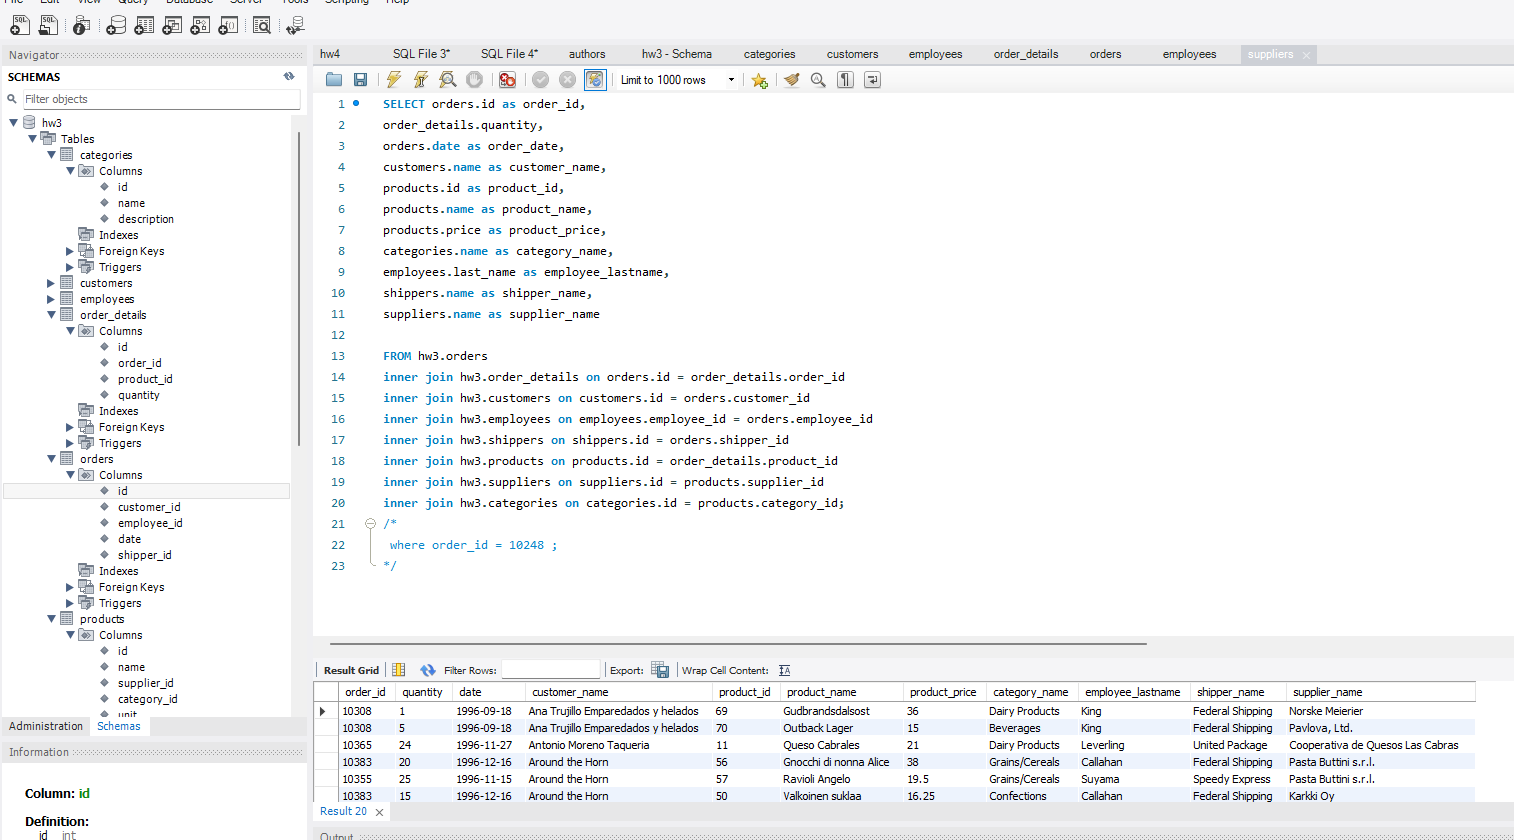 File Edit View Query Database Server Tools Scripting Help
Navigator
SCHEMAS
Filter objects
hw3
Tables
categories
Columns
id
name
description
Indexes
Foreign Keys
Triggers
customers
employees
order_details
Columns
id
order_id
product_id
quantity
Indexes
Foreign Keys
Triggers
orders
Columns
id
customer_id
employee_id
date
shipper_id
Indexes
Foreign Keys
Triggers
products
Columns
id
name
supplier_id
category_id
unit
Administration Schemas
Information
Column: id
Definition:
id int
hw4 SQL File 3* SQL File 4* authors hw3 - Schema categories customers employees order_details orders employees suppliers
Limit to 1000 rows
1 SELECT orders.id as order_id,
2 order_details.quantity,
3 orders.date as order_date,
4 customers.name as customer_name,
5 products.id as product_id,
6 products.name as product_name,
7 products.price as product_price,
8 categories.name as category_name,
9 employees.last_name as employee_lastname,
10 shippers.name as shipper_name,
11 suppliers.name as supplier_name
12
13 FROM hw3.orders
14 inner join hw3.order_details on orders.id = order_details.order_id
15 inner join hw3.customers on customers.id = orders.customer_id
16 inner join hw3.employees on employees.employee_id = orders.employee_id
17 inner join hw3.shippers on shippers.id = orders.shipper_id
18 inner join hw3.products on products.id = order_details.product_id
19 inner join hw3.suppliers on suppliers.id = products.supplier_id
20 inner join hw3.categories on categories.id = products.category_id;
21 /*
22 where order_id = 10248 ;
23 */
Result Grid Filter Rows: Export: Wrap Cell Content:
order_id quantity date customer_name product_id product_name product_price category_name employee_lastname shipper_name supplier_name
10308 1 1996-09-18 Ana Trujillo Emparedados y helados 69 Gudbrandsdalsost 36 Dairy Products King Federal Shipping Norske Meierier
10308 5 1996-09-18 Ana Trujillo Emparedados y helados 70 Outback Lager 15 Beverages King Federal Shipping Pavlova, Ltd.
10365 24 1996-11-27 Antonio Moreno Taqueria 11 Queso Cabrales 21 Dairy Products Leverling United Package Cooperativa de Quesos Las Cabras
10383 20 1996-12-16 Around the Horn 56 Gnocchi di nonna Alice 38 Grains/Cereals Callahan Federal Shipping Pasta Buttini s.r.l.
10355 25 1996-11-15 Around the Horn 57 Ravioli Angelo 19.5 Grains/Cereals Suyama Speedy Express Pasta Buttini s.r.l.
10383 15 1996-12-16 Around the Horn 50 Valkoinen suklaa 16.25 Confections Callahan Federal Shipping Karkki Oy
Result 20
Output